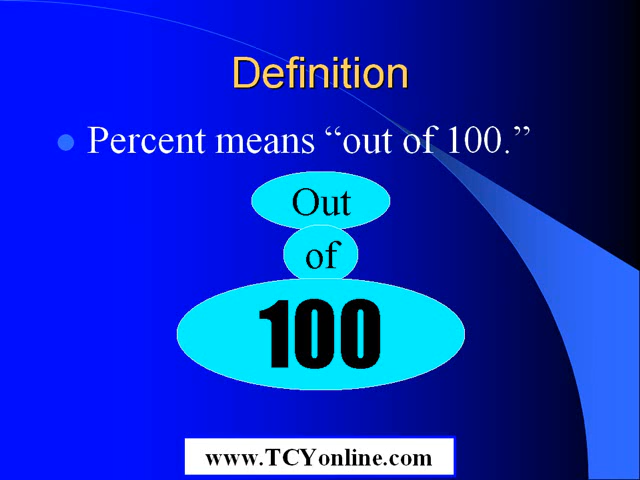 Definition
Percent means “out of 100.”
Out
of
100
www.TCYonline.com